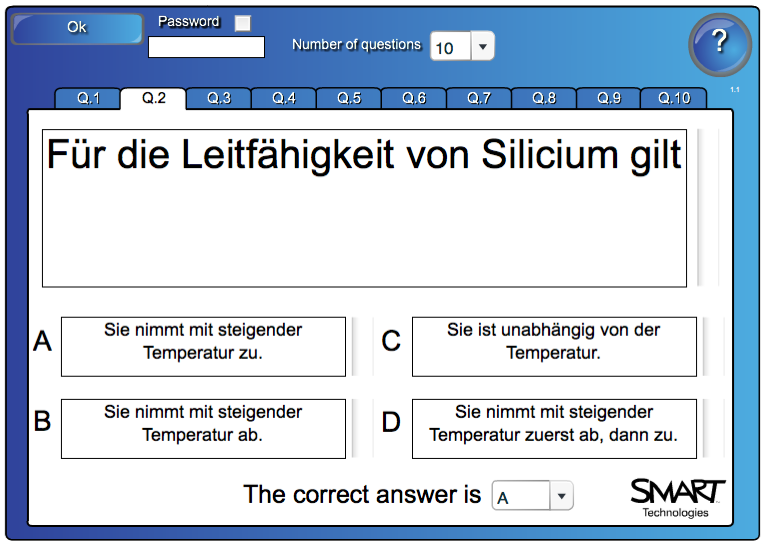 Ok
Password
Number of questions 10
?
1.1
Q.1 Q.2 Q.3 Q.4 Q.5 Q.6 Q.7 Q.8 Q.9 Q.10
Für die Leitfähigkeit von Silicium gilt
A
Sie nimmt mit steigender
Temperatur zu.
C
Sie ist unabhängig von der
Temperatur.
B
Sie nimmt mit steigender
Temperatur ab.
D
Sie nimmt mit steigender
Temperatur zuerst ab, dann zu.
The correct answer is A
SMART
Technologies